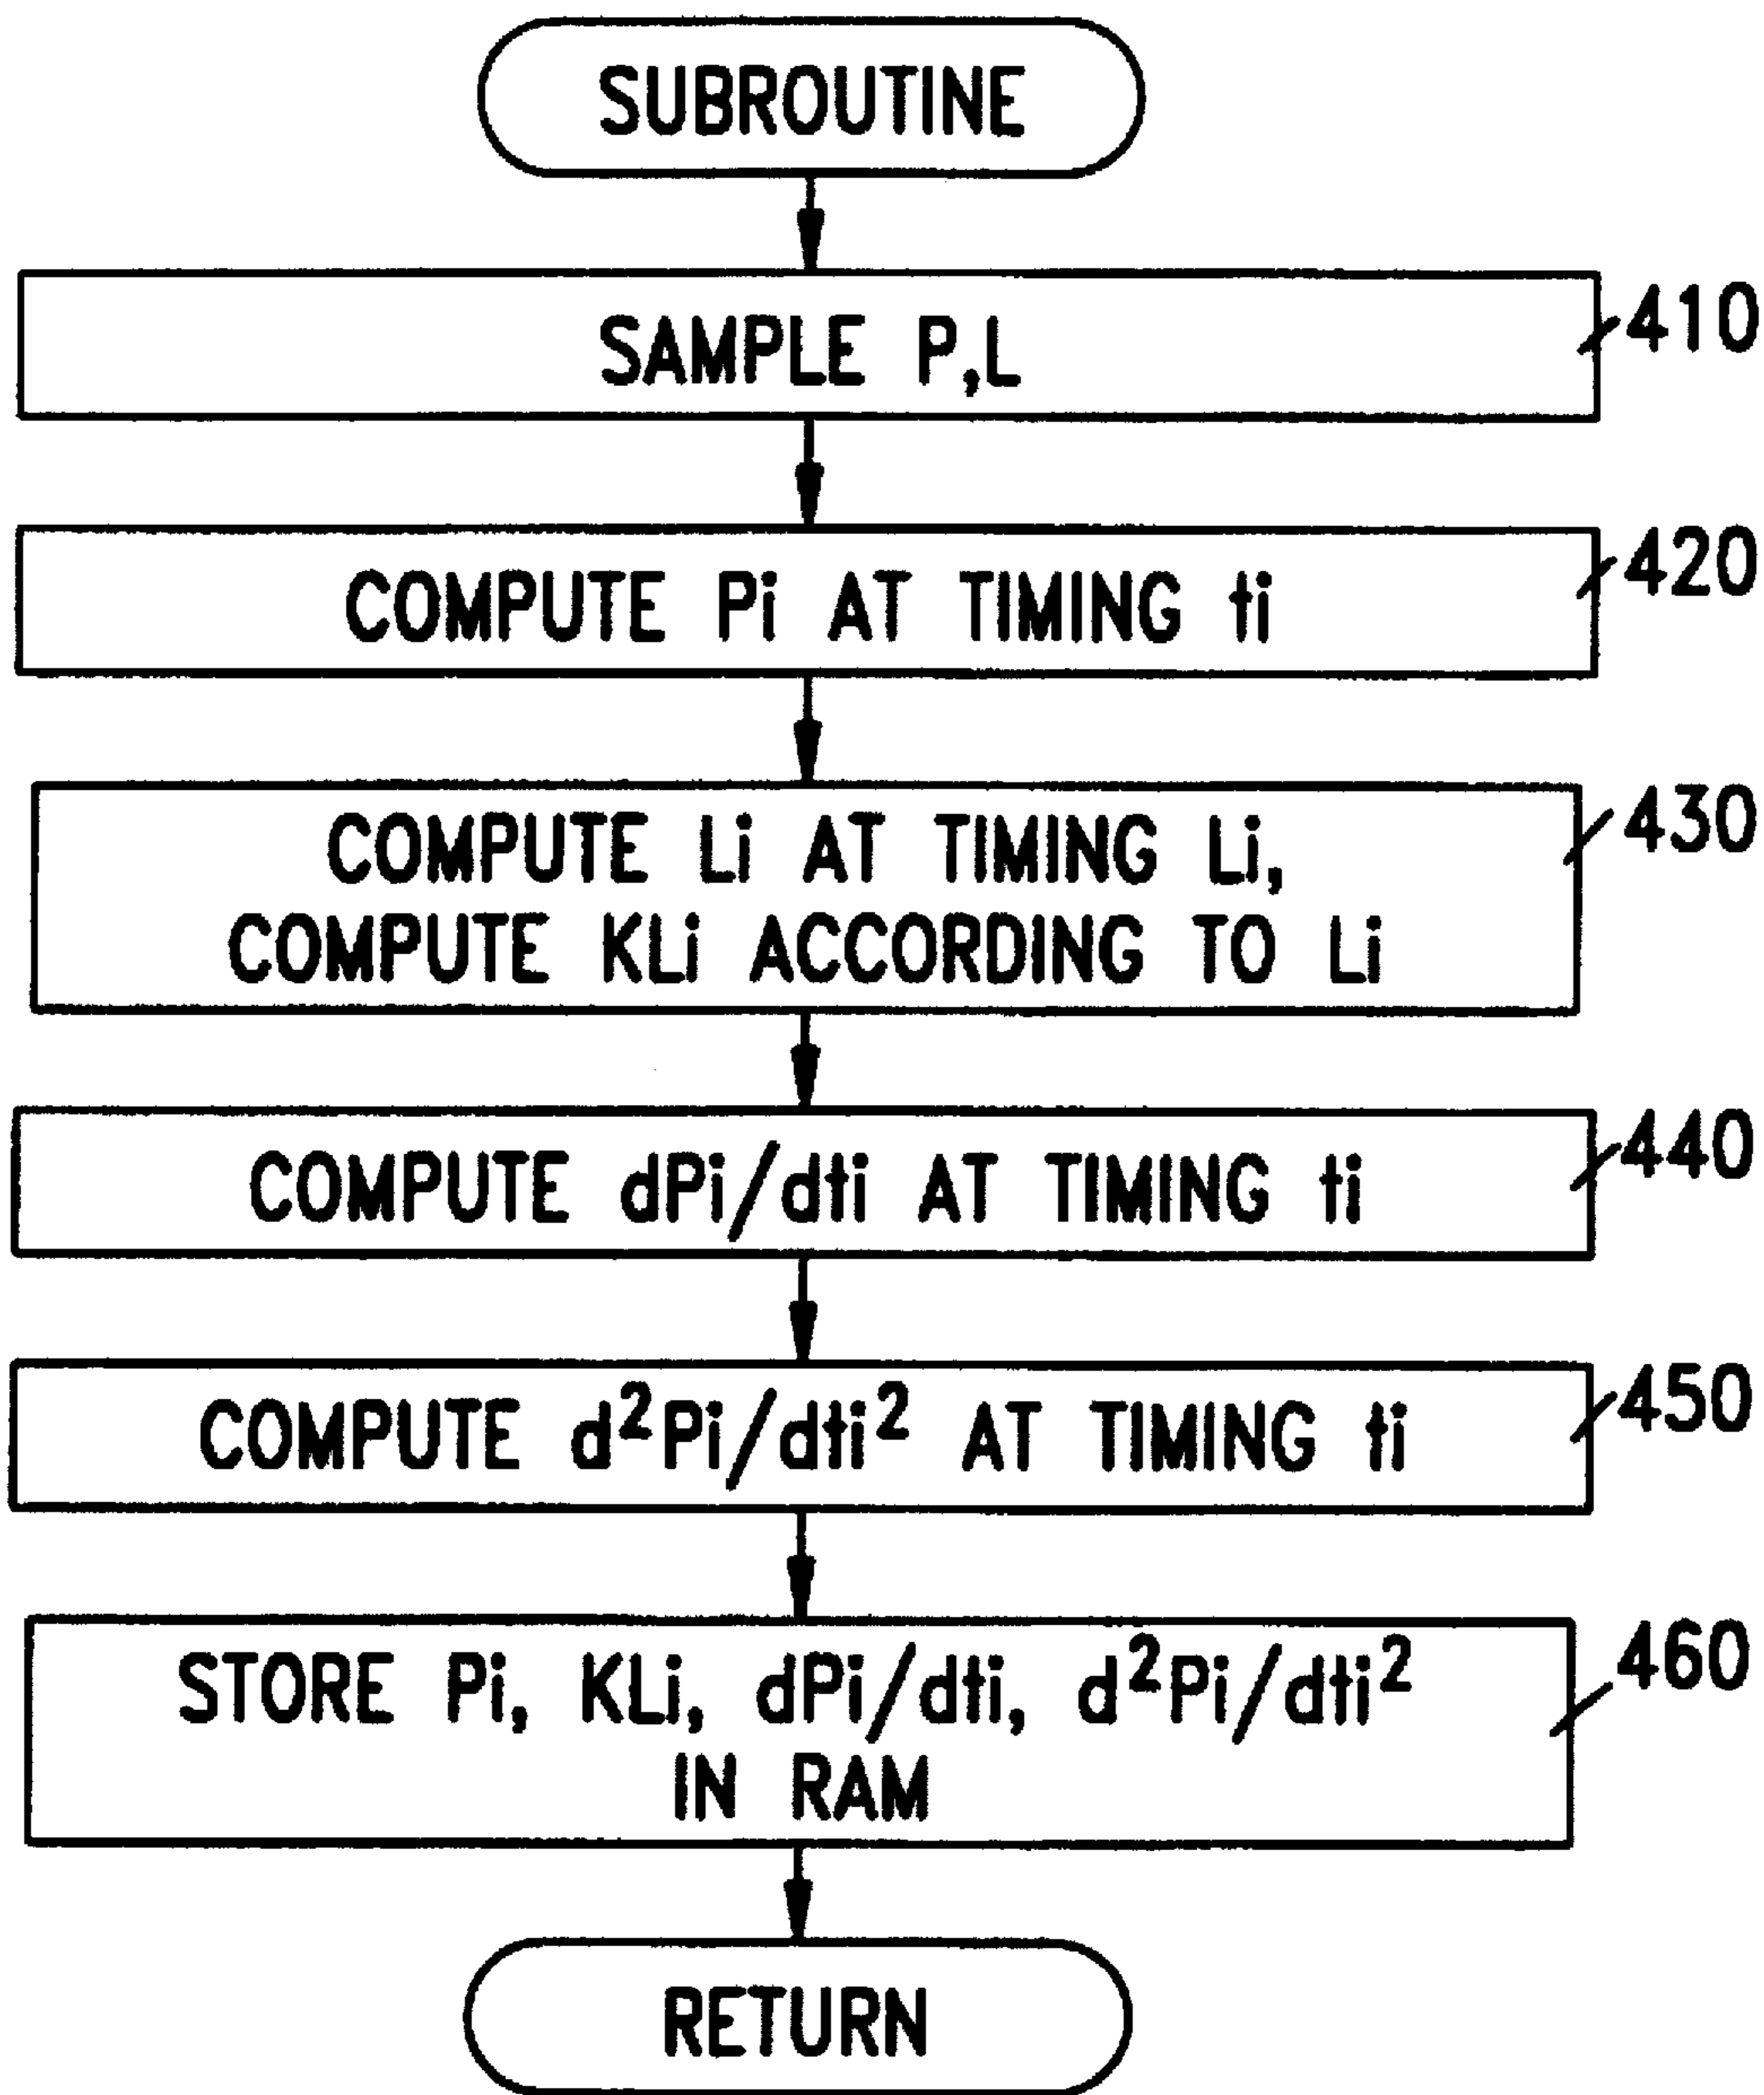 SUBROUTINE
SAMPLE P,L
410
COMPUTE Pi AT TIMING ti
420
COMPUTE Li AT TIMING Li,
COMPUTE KLi ACCORDING TO Li
430
COMPUTE dPi/dti AT TIMING ti
440
COMPUTE d²Pi/dti² AT TIMING ti
450
STORE Pi, KLi, dPi/dti, d²Pi/dti²
IN RAM
460
RETURN